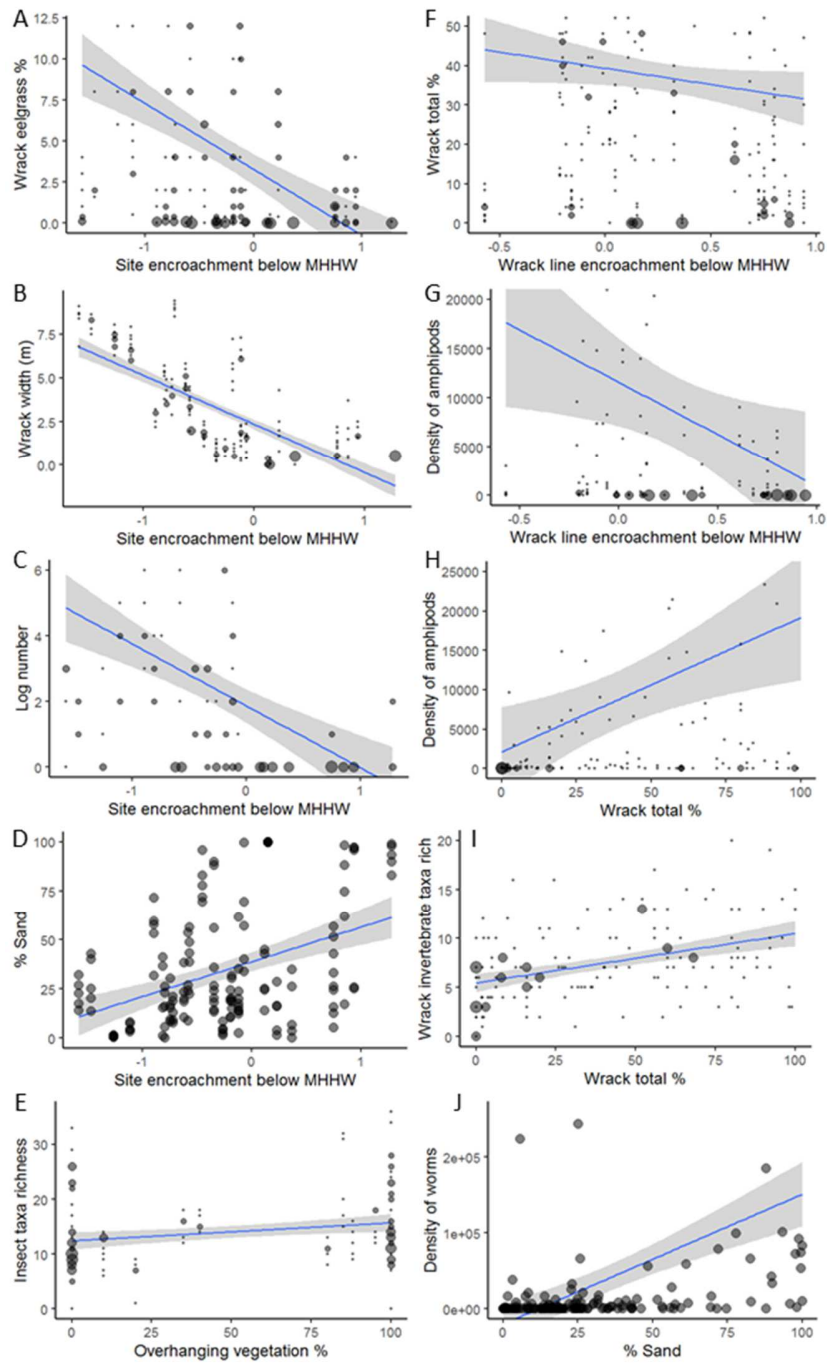 A
Wrack eelgrass %
12.5
10.0
7.5
5.0
2.5
0.0
-1
0
1
Site encroachment below MHHW
B
Wrack width (m)
7.5
5.0
2.5
0.0
-1
0
1
Site encroachment below MHHW
C
Log number
6
4
2
0
-1
0
1
Site encroachment below MHHW
D
% Sand
100
75
50
25
0
-1
0
1
Site encroachment below MHHW
E
Insect taxa richness
30
20
10
0
0
25
50
75
100
Overhanging vegetation %
F
Wrack total %
50
40
30
20
10
0
-0.5
0.0
0.5
1.0
Wrack line encroachment below MHHW
G
Density of amphipods
20000
15000
10000
5000
0
-0.5
0.0
0.5
1.0
Wrack line encroachment below MHHW
H
Density of amphipods
25000
20000
15000
10000
5000
0
0
25
50
75
100
Wrack total %
I
Wrack invertebrate taxa rich
20
15
10
5
0
0
25
50
75
100
Wrack total %
J
Density of worms
2e+05
1e+05
0e+00
0
25
50
75
100
% Sand